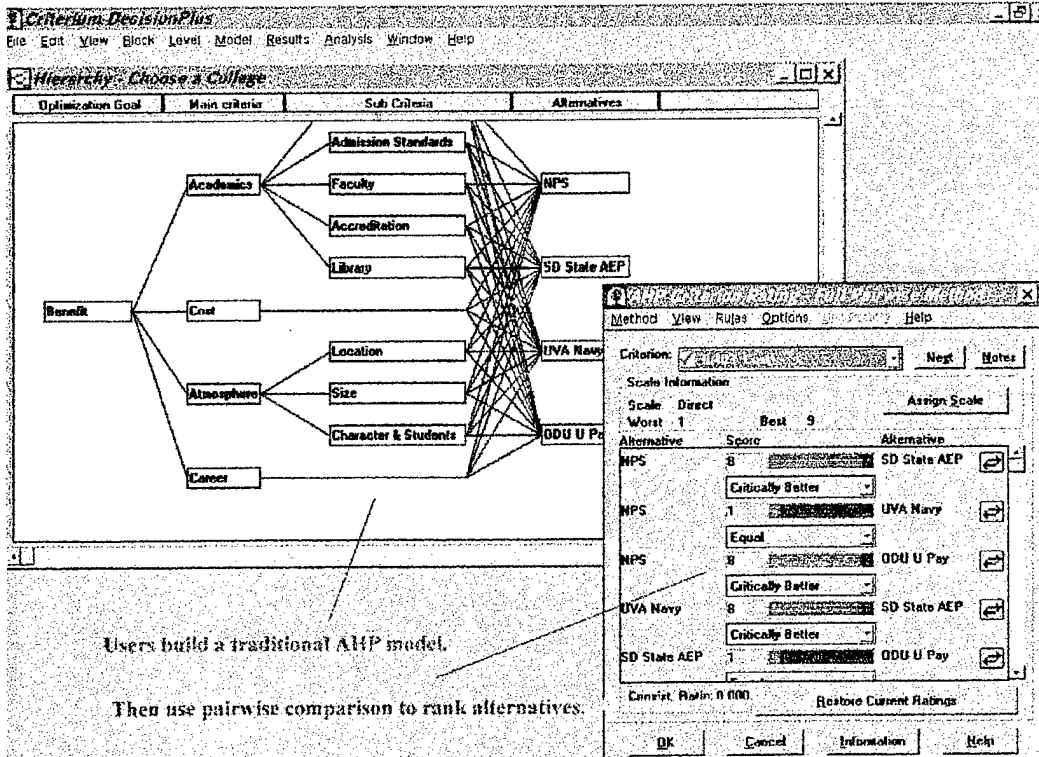 Criterium DecisionPlus
File Edit View Block Level Model Results Analysis Window Help
Hierarchy - Choose a College
Optimization Goal Main criteria Sub Criteria Alternatives
Admission Standards
Academics Faculty NPS
Accreditation
Library SD State AEP
Benefit Cost
Location UVA Navy
Atmosphere Size
Character & Students ODU U Pay
Career
Users build a traditional AHP model.
Then use pairwise comparison to rank alternatives.
AHP Criterion Rating - Full Pairwise Method
Method View Rules Options Help
Criterion: Next Notes
Scale Information
Scale Direct Assign Scale
Worst 1 Best 9
Alternative Score Alternative
NPS 8 SD State AEP
Critically Better
NPS 1 UVA Navy
Equal
NPS 8 ODU U Pay
Critically Better
UVA Navy 8 SD State AEP
Critically Better
SD State AEP 1 ODU U Pay
Consist. Ratio: 0.000 Restore Current Ratings
OK Cancel Information Help